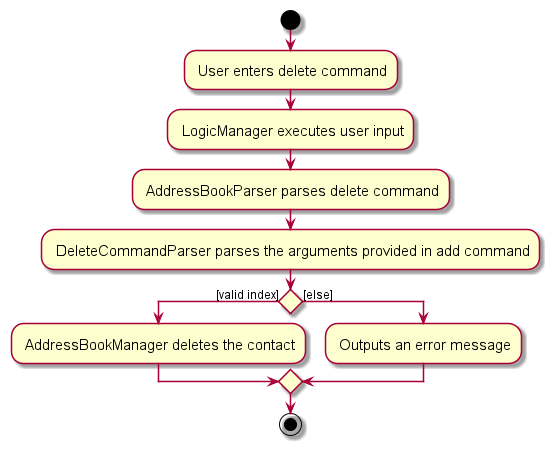 User enters delete command
LogicManager executes user input
AddressBookParser parses delete command
DeleteCommandParser parses the arguments provided in add command
[valid index]
[else]
AddressBookManager deletes the contact
Outputs an error message